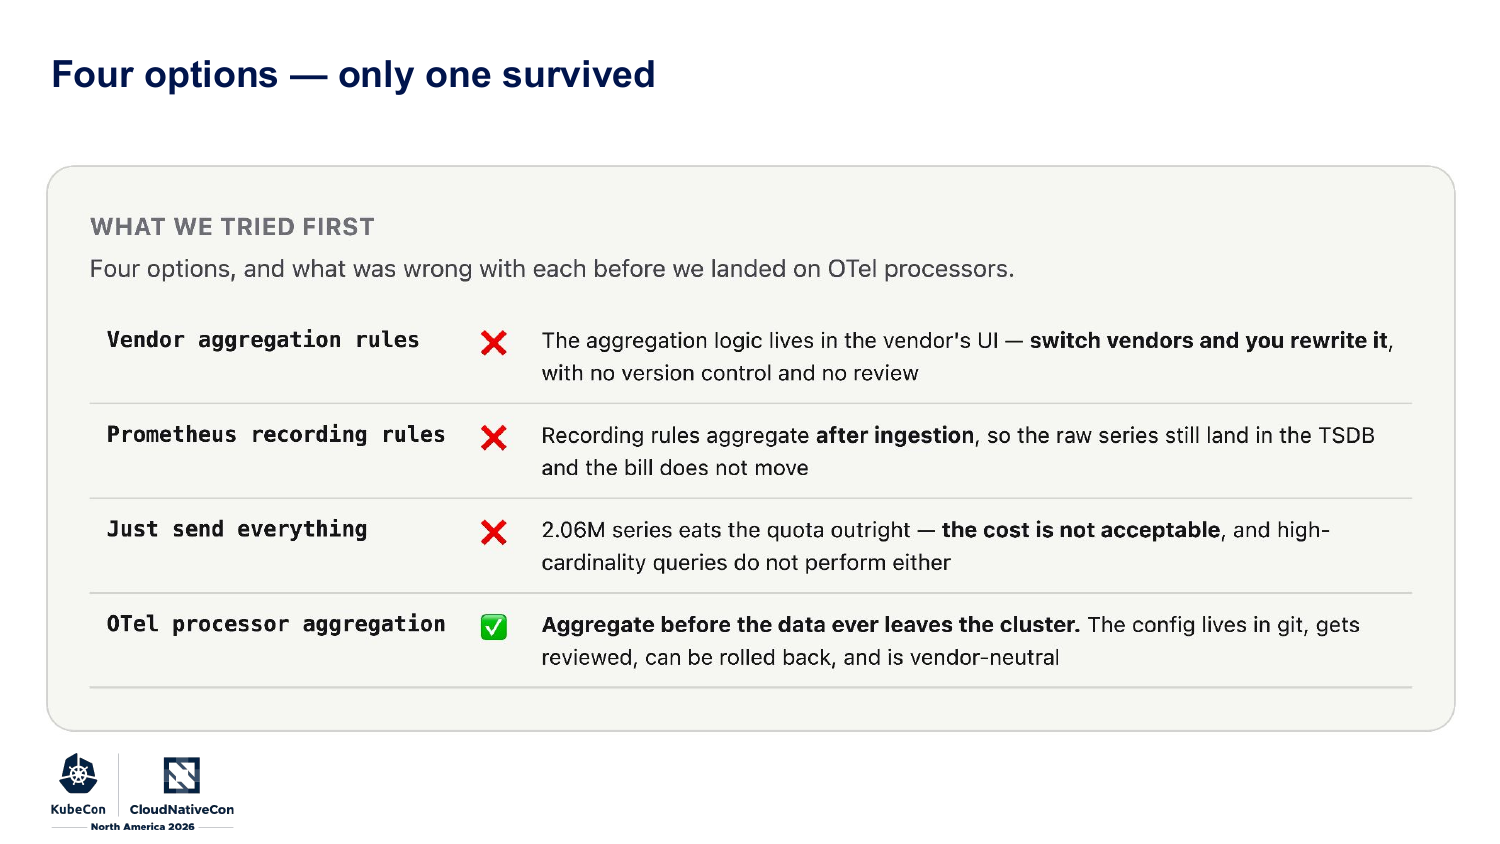 Four options — only one survived
WHAT WE TRIED FIRST
Four options, and what was wrong with each before we landed on OTel processors.
Vendor aggregation rules ❌ The aggregation logic lives in the vendor's UI — switch vendors and you rewrite it,
with no version control and no review
Prometheus recording rules ❌ Recording rules aggregate after ingestion, so the raw series still land in the TSDB
and the bill does not move
Just send everything ❌ 2.06M series eats the quota outright — the cost is not acceptable, and high-
cardinality queries do not perform either
OTel processor aggregation ✅ Aggregate before the data ever leaves the cluster. The config lives in git, gets
reviewed, can be rolled back, and is vendor-neutral
KubeCon CloudNativeCon
North America 2026